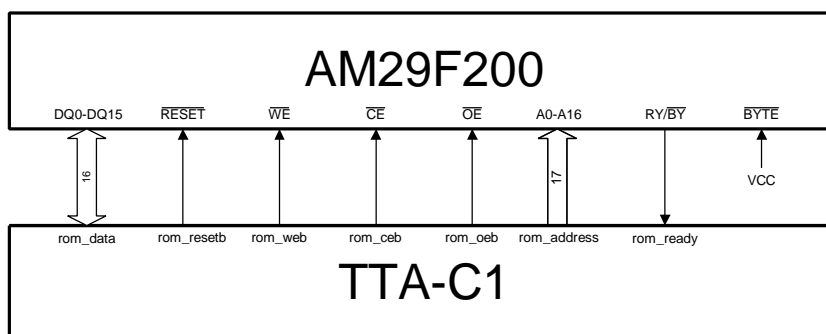 AM29F200
DQ0-DQ15 RESET WE CE OE A0-A16 RY/BY BYTE
16 17
VCC
rom_data rom_resetb rom_web rom_ceb rom_oeb rom_address rom_ready
TTA-C1